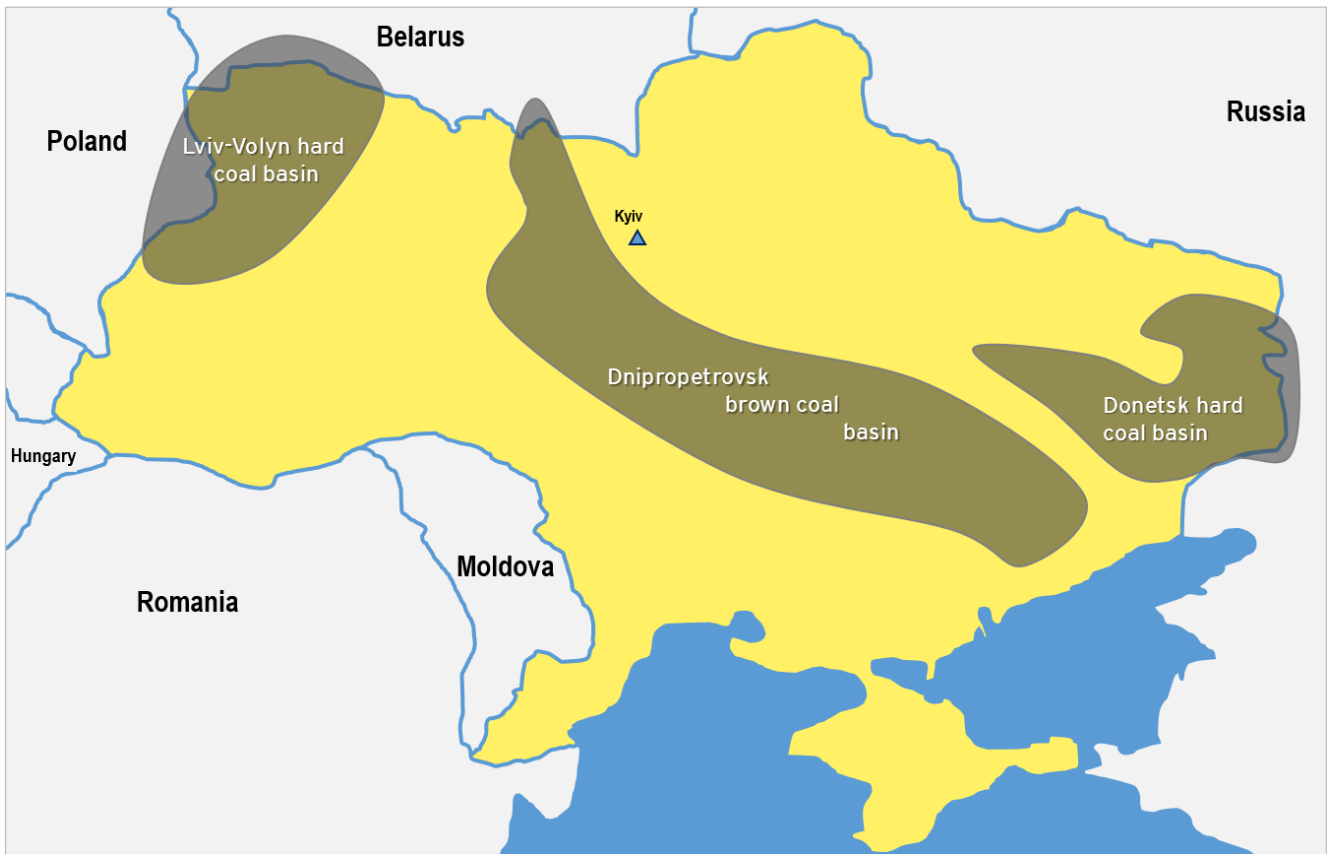 Belarus
Russia
Poland
Lviv-Volyn hard
coal basin
Kyiv
Dnipropetrovsk
brown coal
basin
Donetsk hard
coal basin
Hungary
Moldova
Romania